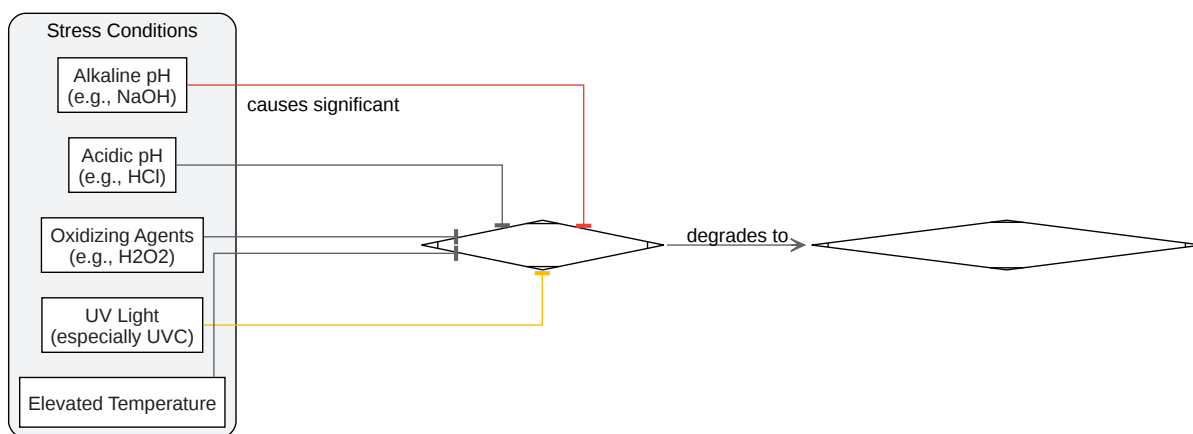 Stress Conditions
Alkaline pH
(e.g., NaOH)
causes significant
Acidic pH
(e.g., HCl)
Oxidizing Agents
(e.g., H2O2)
degrades to
UV Light
(especially UVC)
Elevated Temperature